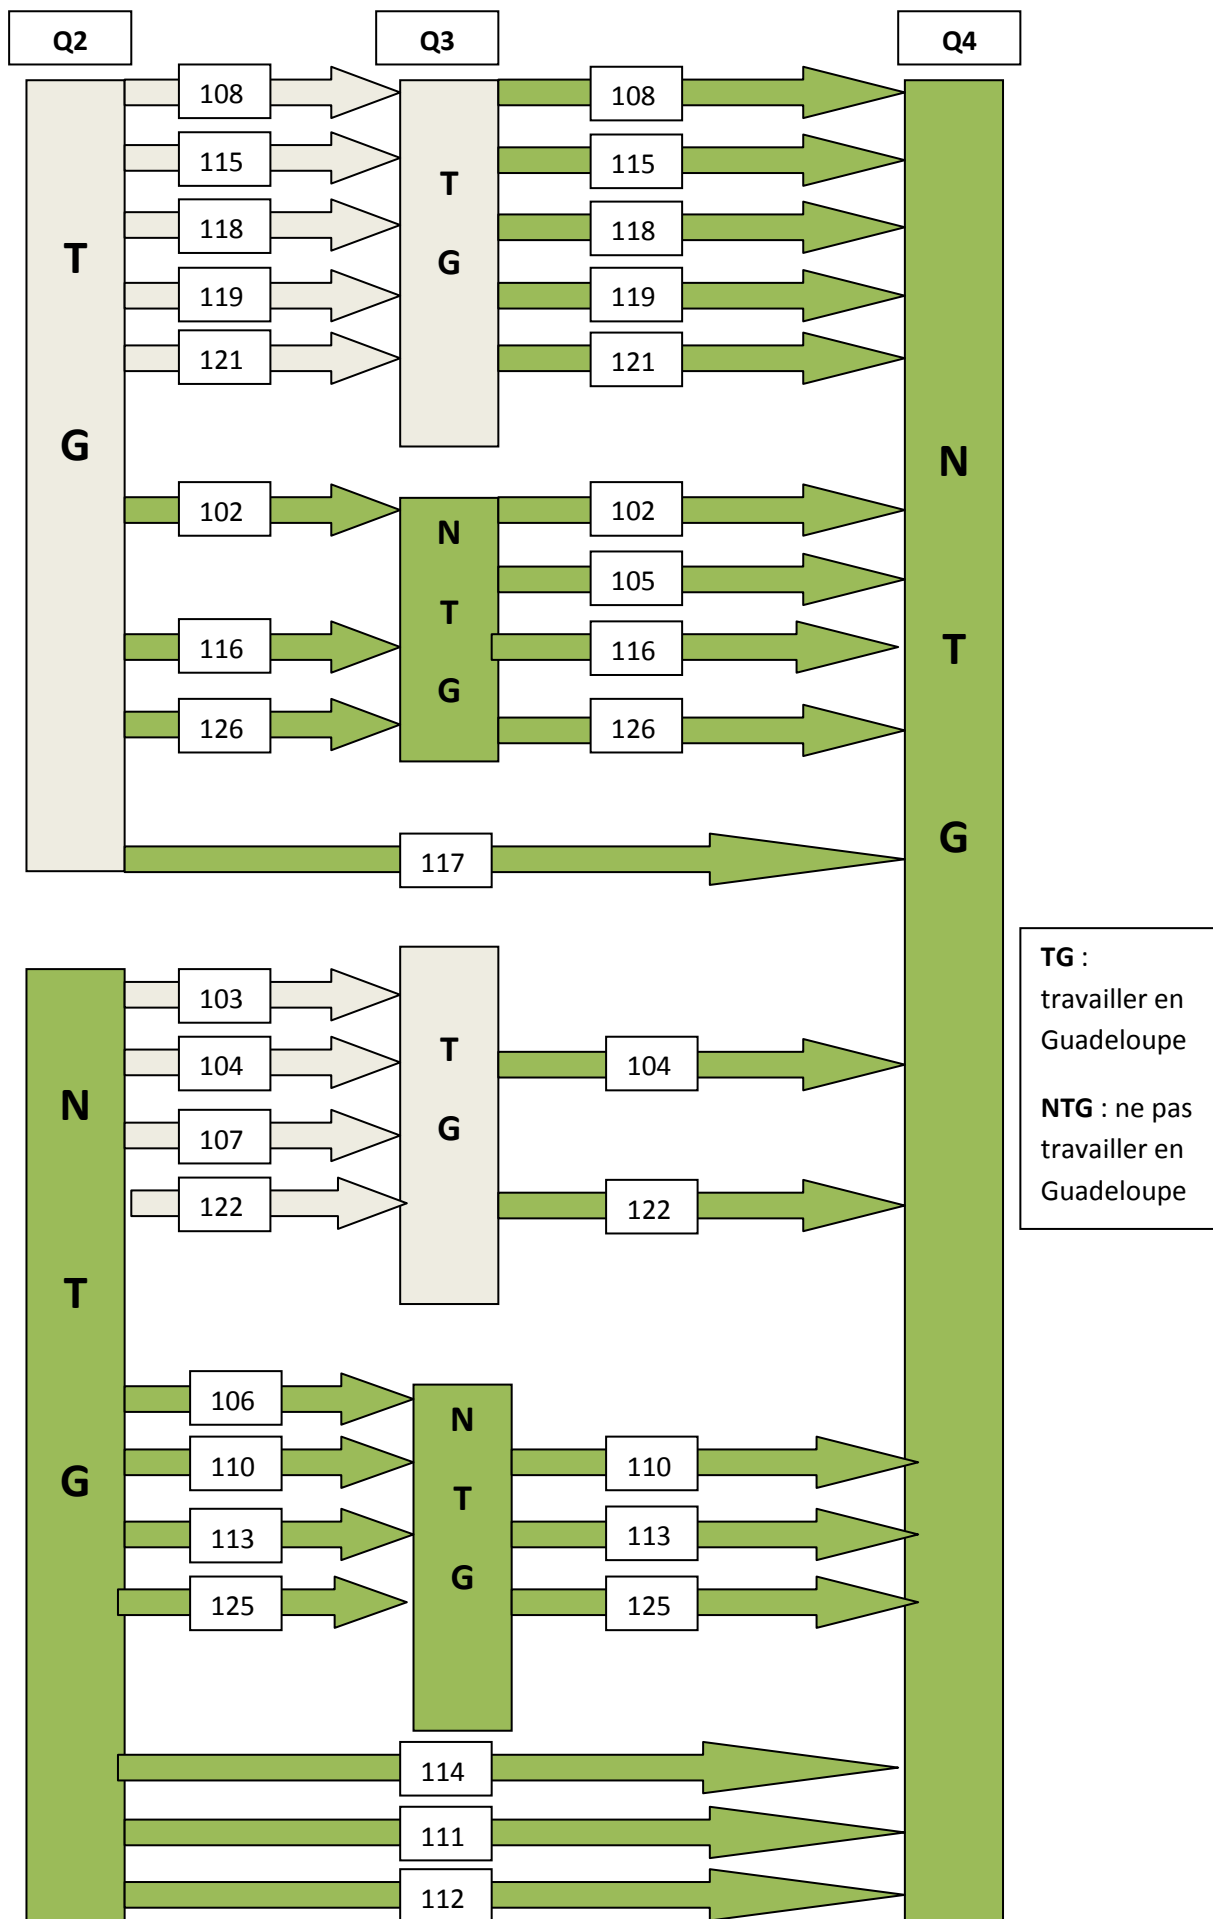 Q2 Q3 Q4
108 108
115 115
118 118
119 119
121 121
T
G
T
G
102 102
105
116 116
126 126
N
T
G
N
T
G
117
103
104 104
107
122 122
T
G
N
T
G
TG :
travailler en
Guadeloupe
NTG : ne pas
travailler en
Guadeloupe
106
110 110
113 113
125 125
N
T
G
114
111
112